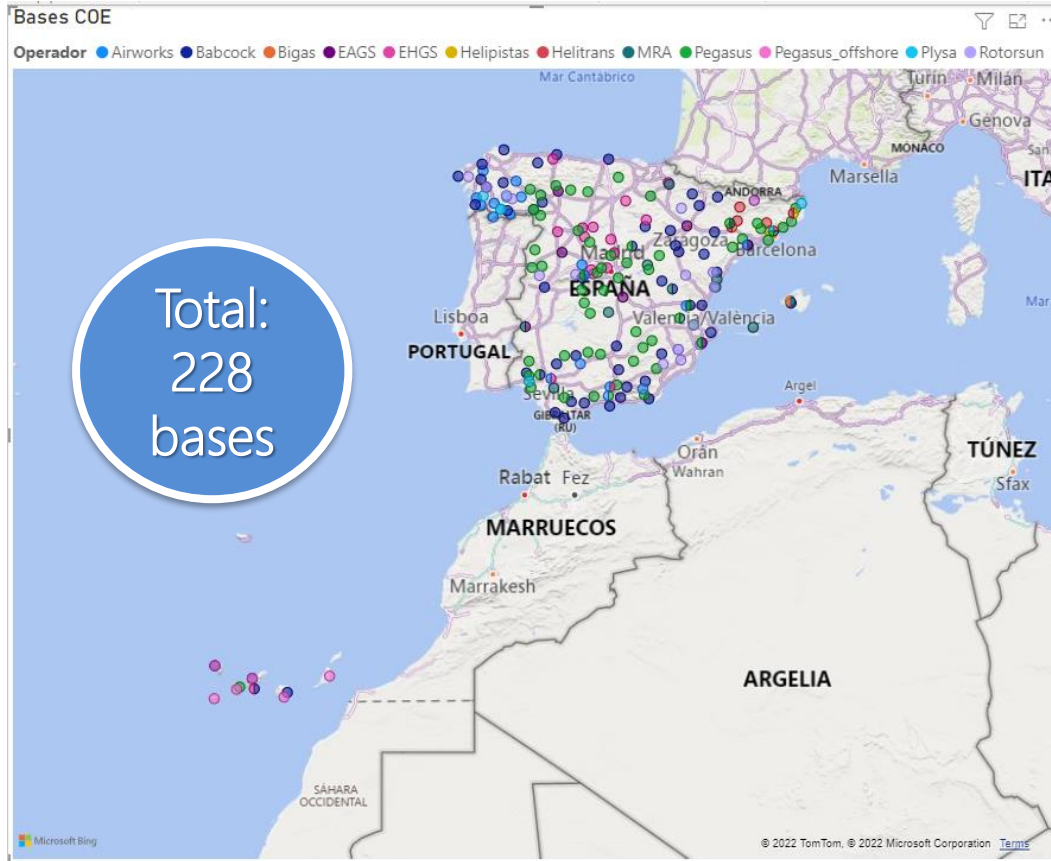 Bases COE
Operador Airworks Babcock Bigas EAGS EHGS Helipistas Helitrans MRA Pegasus Pegasus_offshore Plysa Rotorsun
Mar Cantábrico
Turín Milán
Génova
MÓNACO
San
Marsella
ITA
ANDORRA
Zaragoza
Barcelona
Madrid
ESPAÑA
Total:
228
bases
Lisboa
Valencia/València
Mar
PORTUGAL
Sevilla
GIBRALTAR
(RU)
Argel
Orán
Wahran
TÚNEZ
Sfax
Rabat Fez
MARRUECOS
Marrakesh
ARGELIA
SÁHARA
OCCIDENTAL
Microsoft Bing
© 2022 TomTom, © 2022 Microsoft Corporation Terms